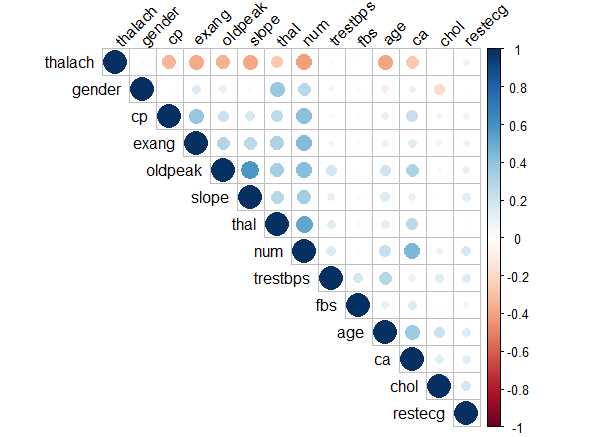 thalach
gender
cp
exang
oldpeak
slope
thal
num
trestbps
fbs
age
ca
chol
restecg
thalach
gender
cp
exang
oldpeak
slope
thal
num
trestbps
fbs
age
ca
chol
restecg
1
0.8
0.6
0.4
0.2
0
-0.2
-0.4
-0.6
-0.8
-1